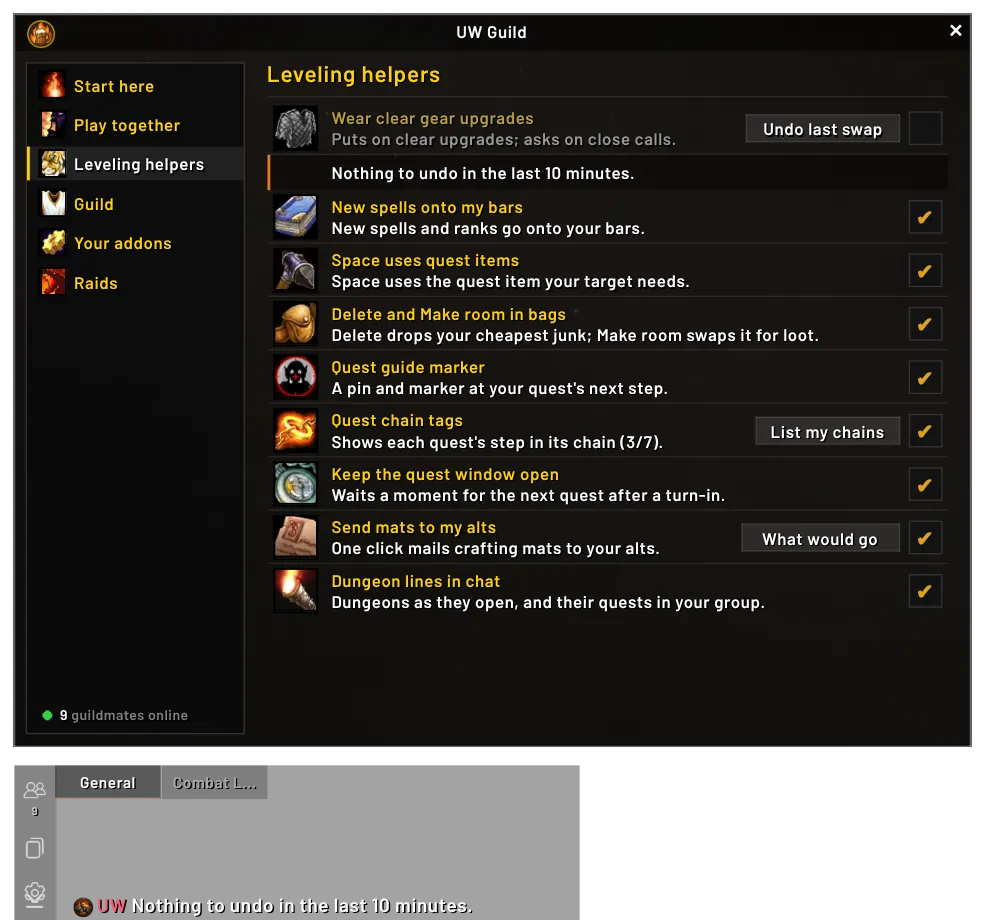 UW Guild
Start here
Play together
Leveling helpers
Guild
Your addons
Raids
9 guildmates online
Leveling helpers
Wear clear gear upgrades
Puts on clear upgrades; asks on close calls.
Undo last swap
Nothing to undo in the last 10 minutes.
New spells onto my bars
New spells and ranks go onto your bars.
Space uses quest items
Space uses the quest item your target needs.
Delete and Make room in bags
Delete drops your cheapest junk; Make room swaps it for loot.
Quest guide marker
A pin and marker at your quest's next step.
Quest chain tags
Shows each quest's step in its chain (3/7).
List my chains
Keep the quest window open
Waits a moment for the next quest after a turn-in.
Send mats to my alts
One click mails crafting mats to your alts.
What would go
Dungeon lines in chat
Dungeons as they open, and their quests in your group.
General
Combat L...
9
UW Nothing to undo in the last 10 minutes.